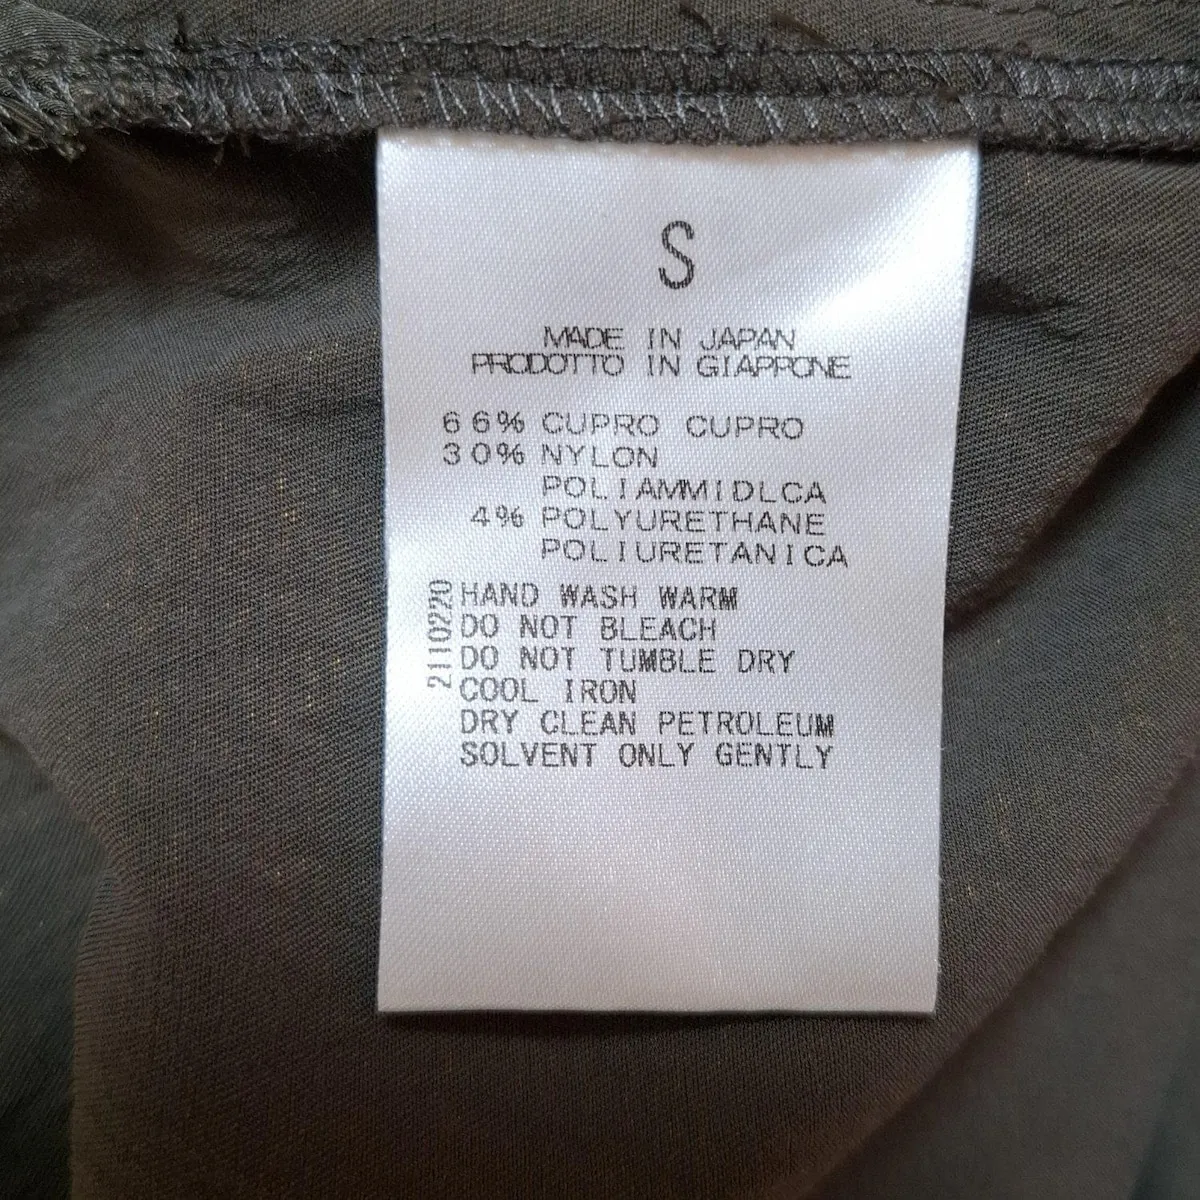 S
MADE IN JAPAN
PRODOTTO IN GIAPPONE
66% CUPRO CUPRO
30% NYLON
POLIAMMIDLCA
4% POLYURETHANE
POLIURETANICA
2110220
HAND WASH WARM
DO NOT BLEACH
DO NOT TUMBLE DRY
COOL IRON
DRY CLEAN PETROLEUM
SOLVENT ONLY GENTLY